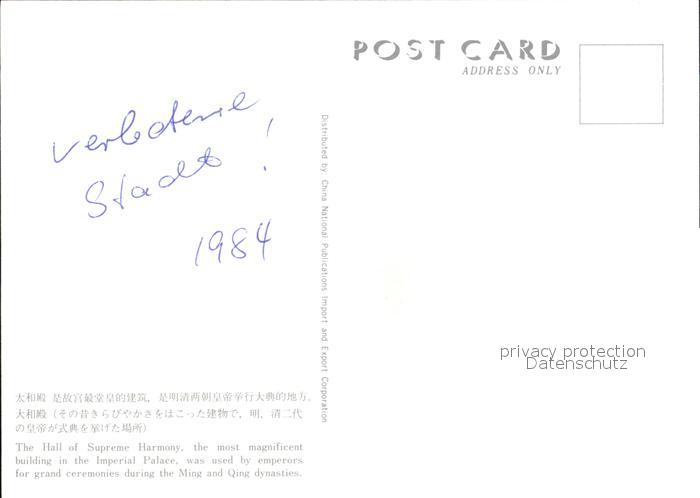 POST CARD
ADDRESS ONLY
verbotene
Stadt !
1984
Distributed by: China National Publications Import and Export Corporation
privacy protection
Datenschutz
太和殿 是故宫最堂皇的建筑，是明清两朝皇帝举行大典的地方。
太和殿（その昔きらびやかさをほこった建物で，明，清二代
の皇帝が式典を挙げた場所）
The Hall of Supreme Harmony, the most magnificent
building in the Imperial Palace, was used by emperors
for grand ceremonies during the Ming and Qing dynasties.